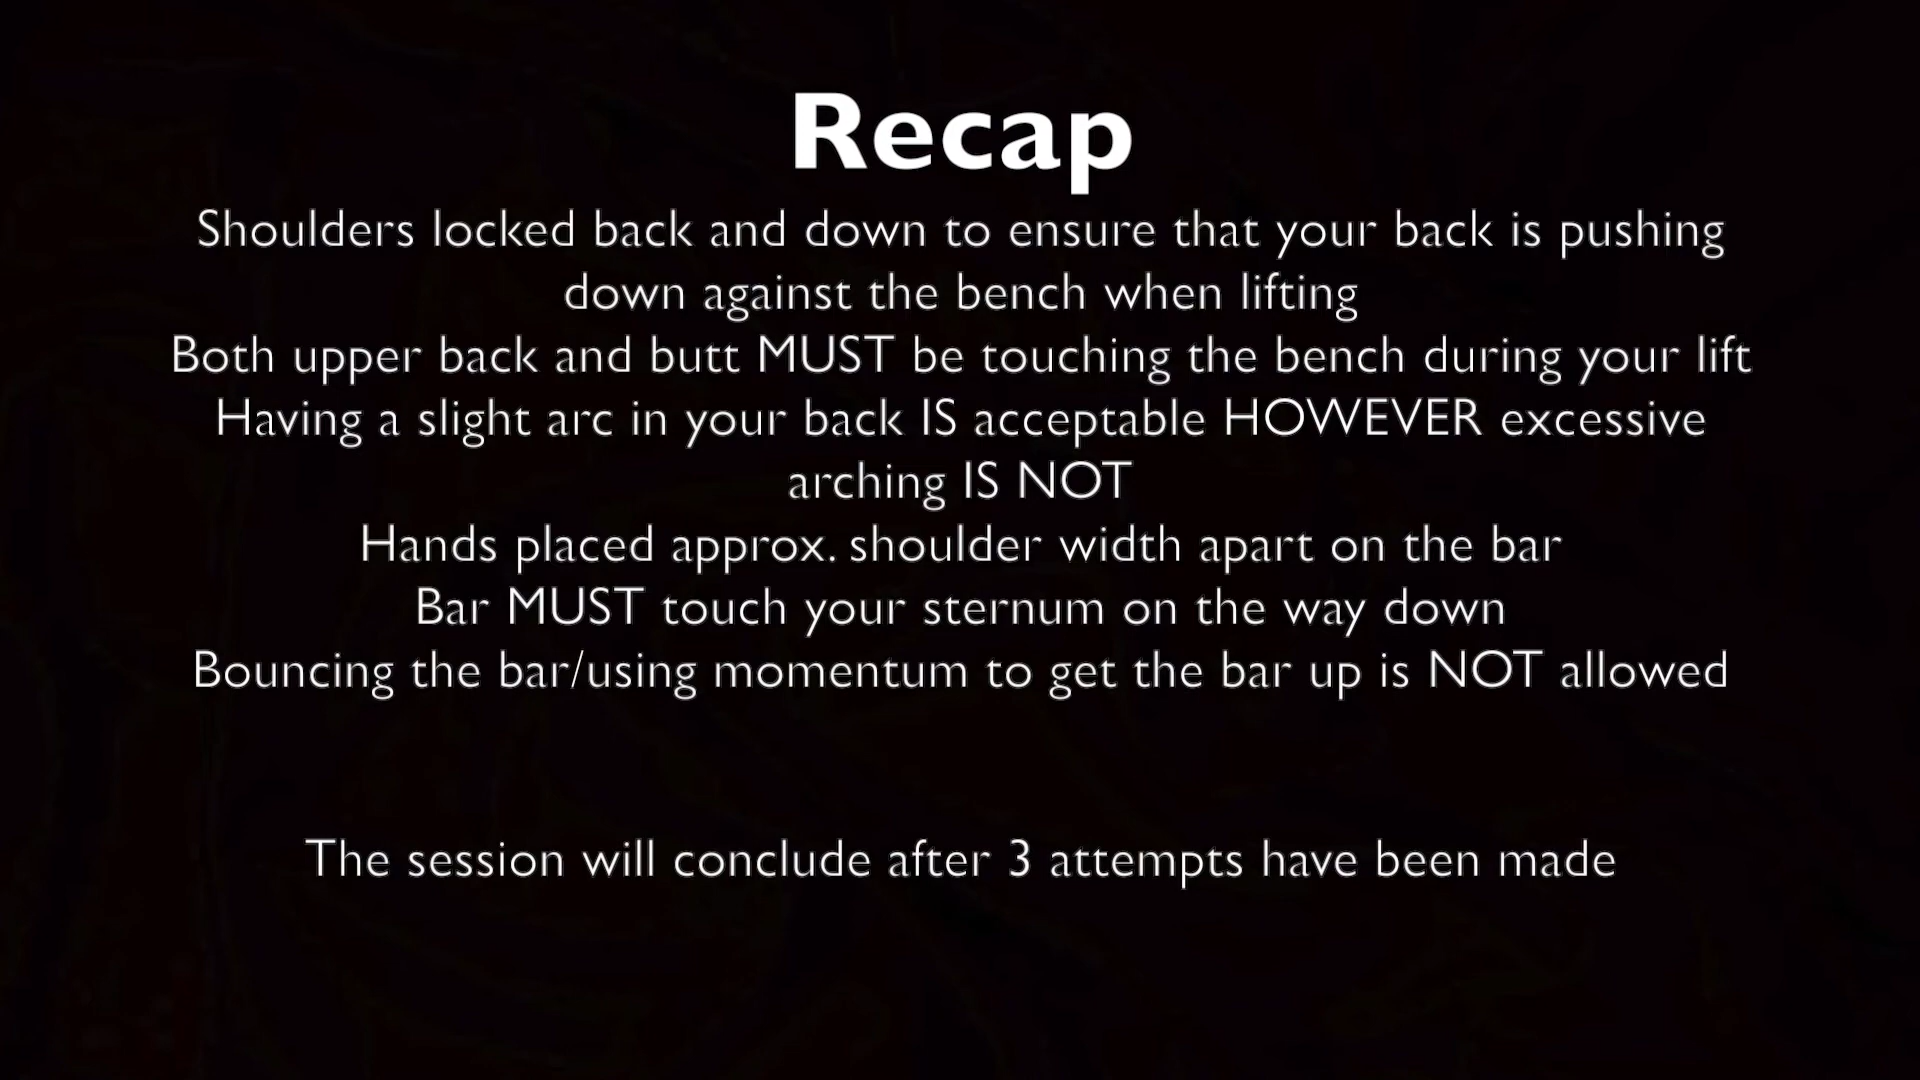 Recap
Shoulders locked back and down to ensure that your back is pushing
down against the bench when lifting
Both upper back and butt MUST be touching the bench during your lift
Having a slight arc in your back IS acceptable HOWEVER excessive
arching IS NOT
Hands placed approx. shoulder width apart on the bar
Bar MUST touch your sternum on the way down
Bouncing the bar/using momentum to get the bar up is NOT allowed
The session will conclude after 3 attempts have been made